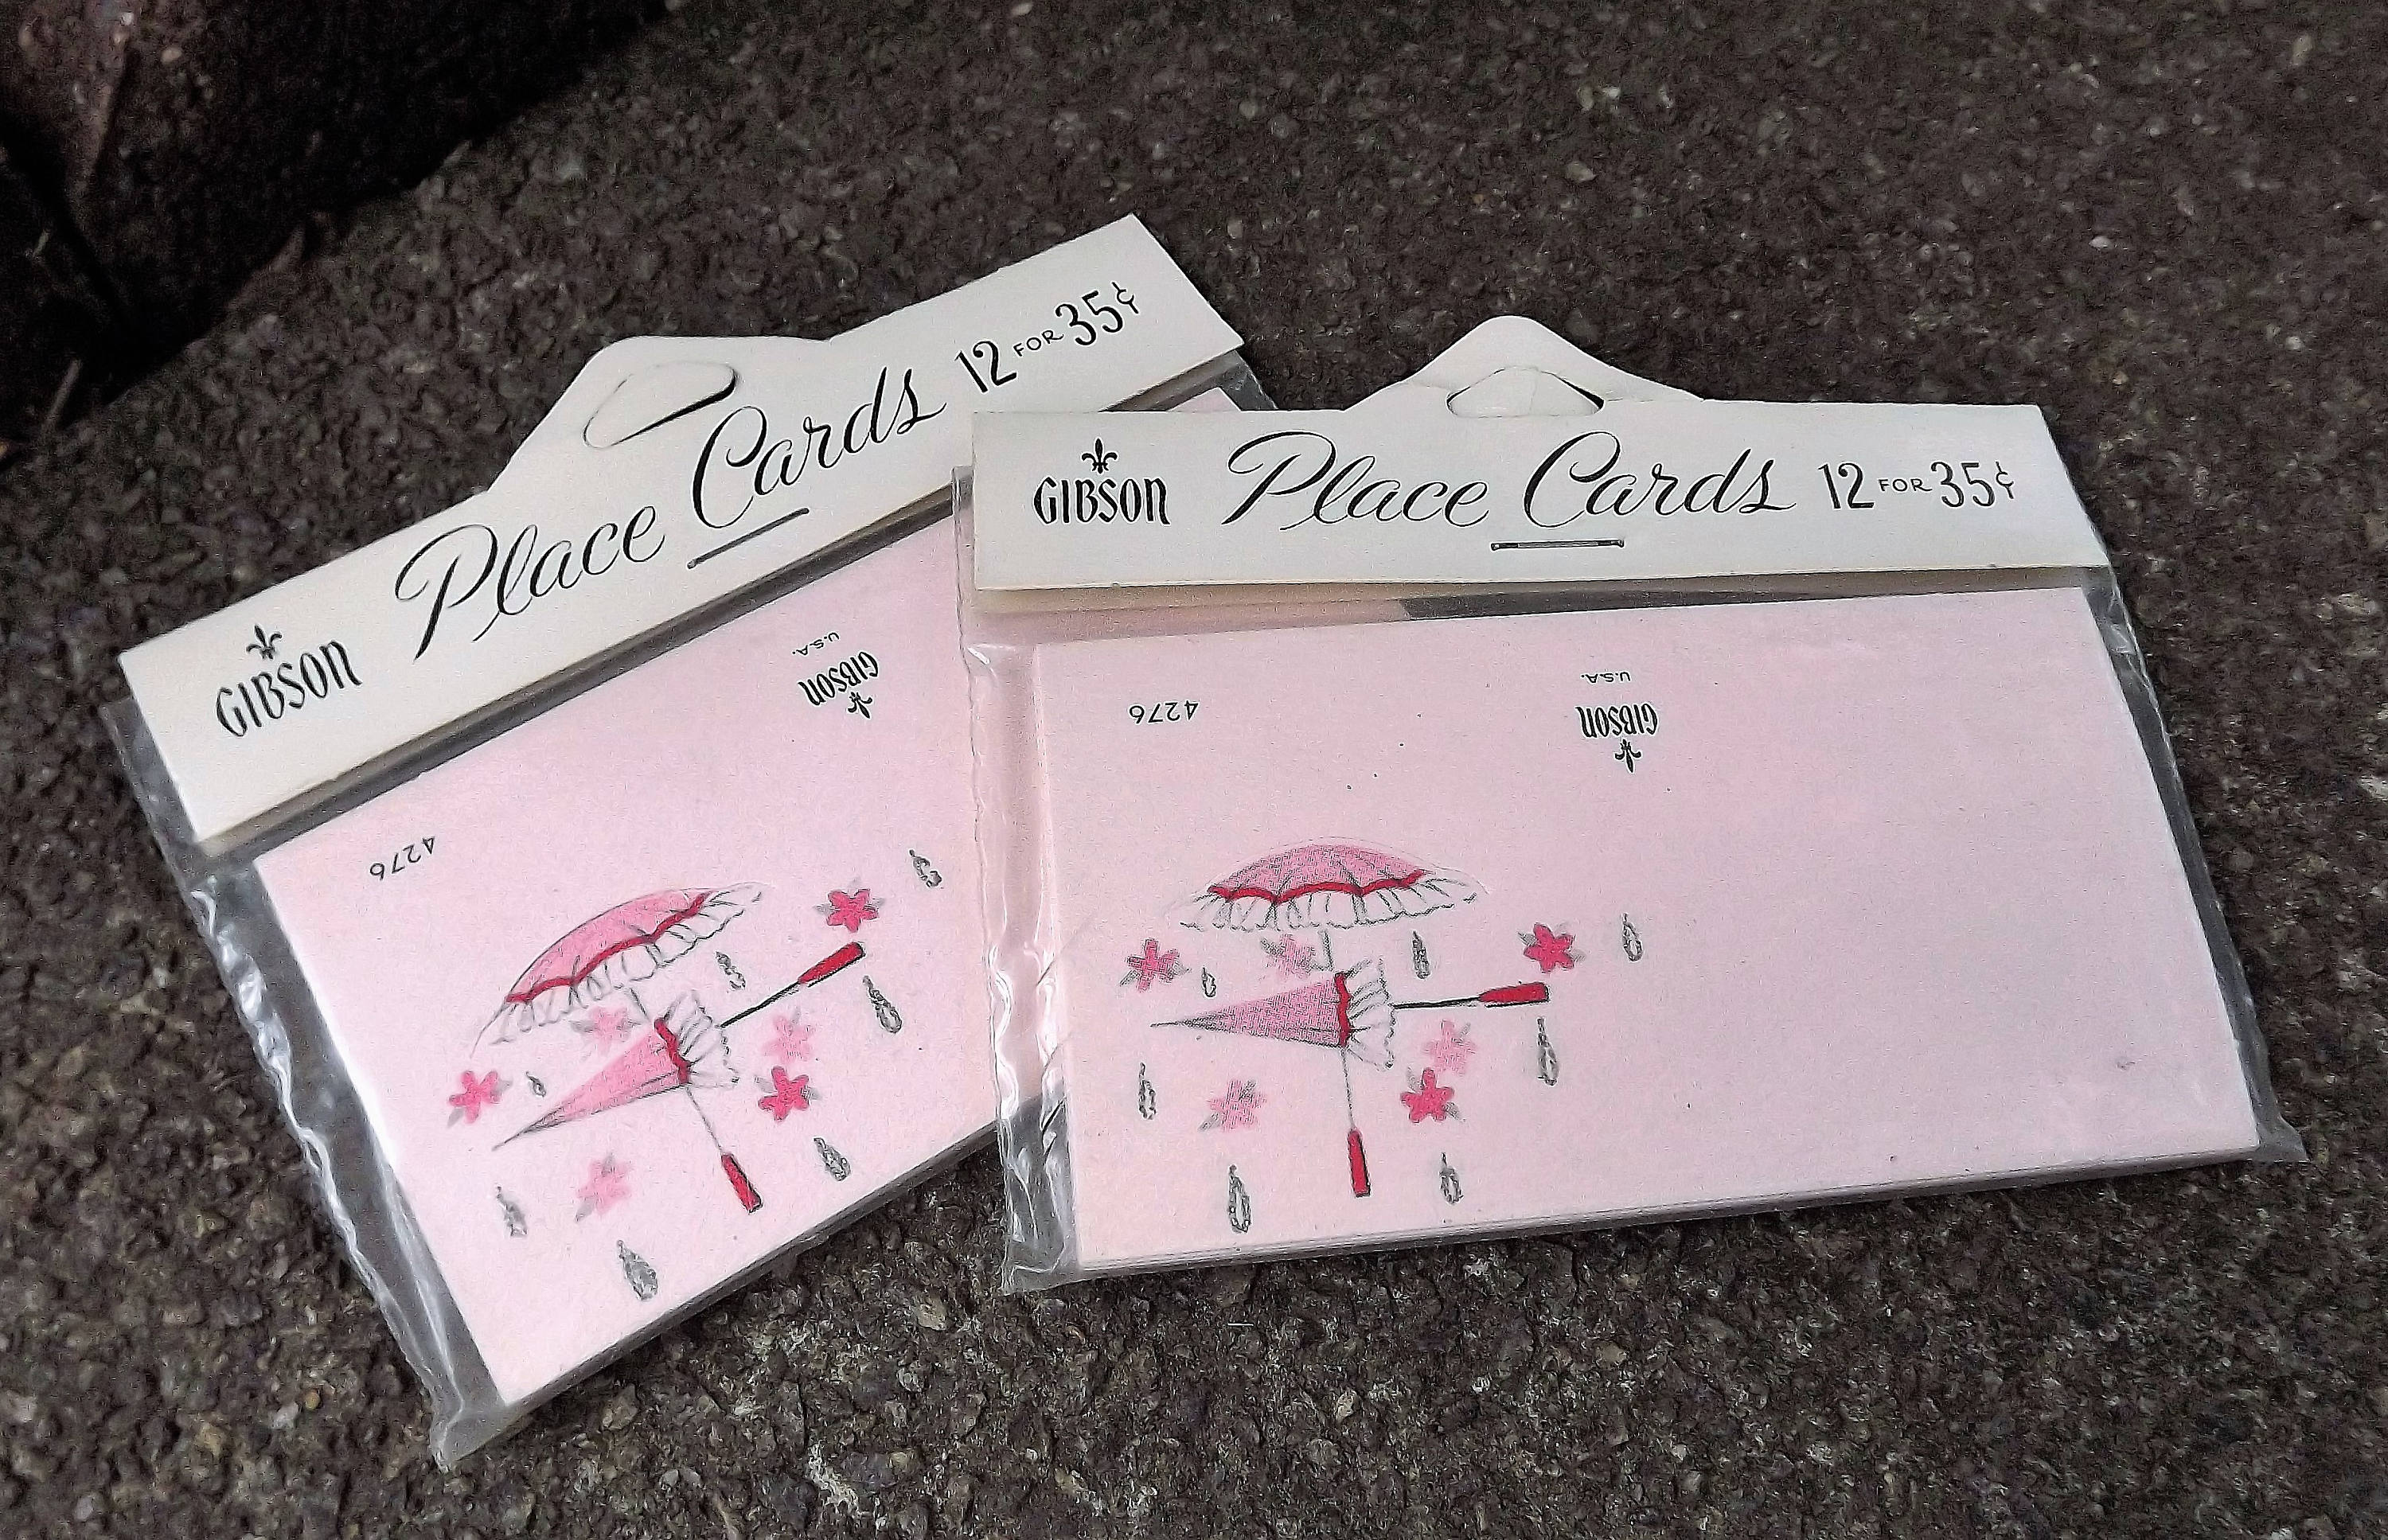 GIBSON Place Cards 12 FOR 35¢
U.S.A.
GIBSON
4276
GIBSON Place Cards 12 FOR 35¢
U.S.A.
GIBSON
4276